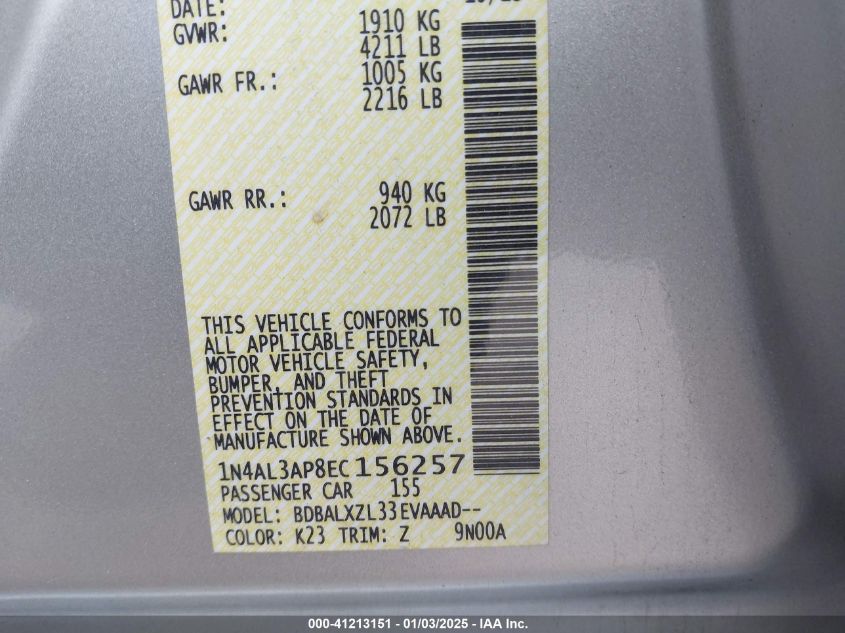 DATE:
GVWR: 1910 KG
4211 LB
GAWR FR.: 1005 KG
2216 LB
GAWR RR.: 940 KG
2072 LB
THIS VEHICLE CONFORMS TO
ALL APPLICABLE FEDERAL
MOTOR VEHICLE SAFETY,
BUMPER, AND THEFT
PREVENTION STANDARDS IN
EFFECT ON THE DATE OF
MANUFACTURE SHOWN ABOVE.
1N4AL3AP8EC156257
PASSENGER CAR 155
MODEL: BDBALXZL33EVAAAD--
COLOR: K23 TRIM: Z 9N00A
000-41213151 - 01/03/2025 - IAA Inc.